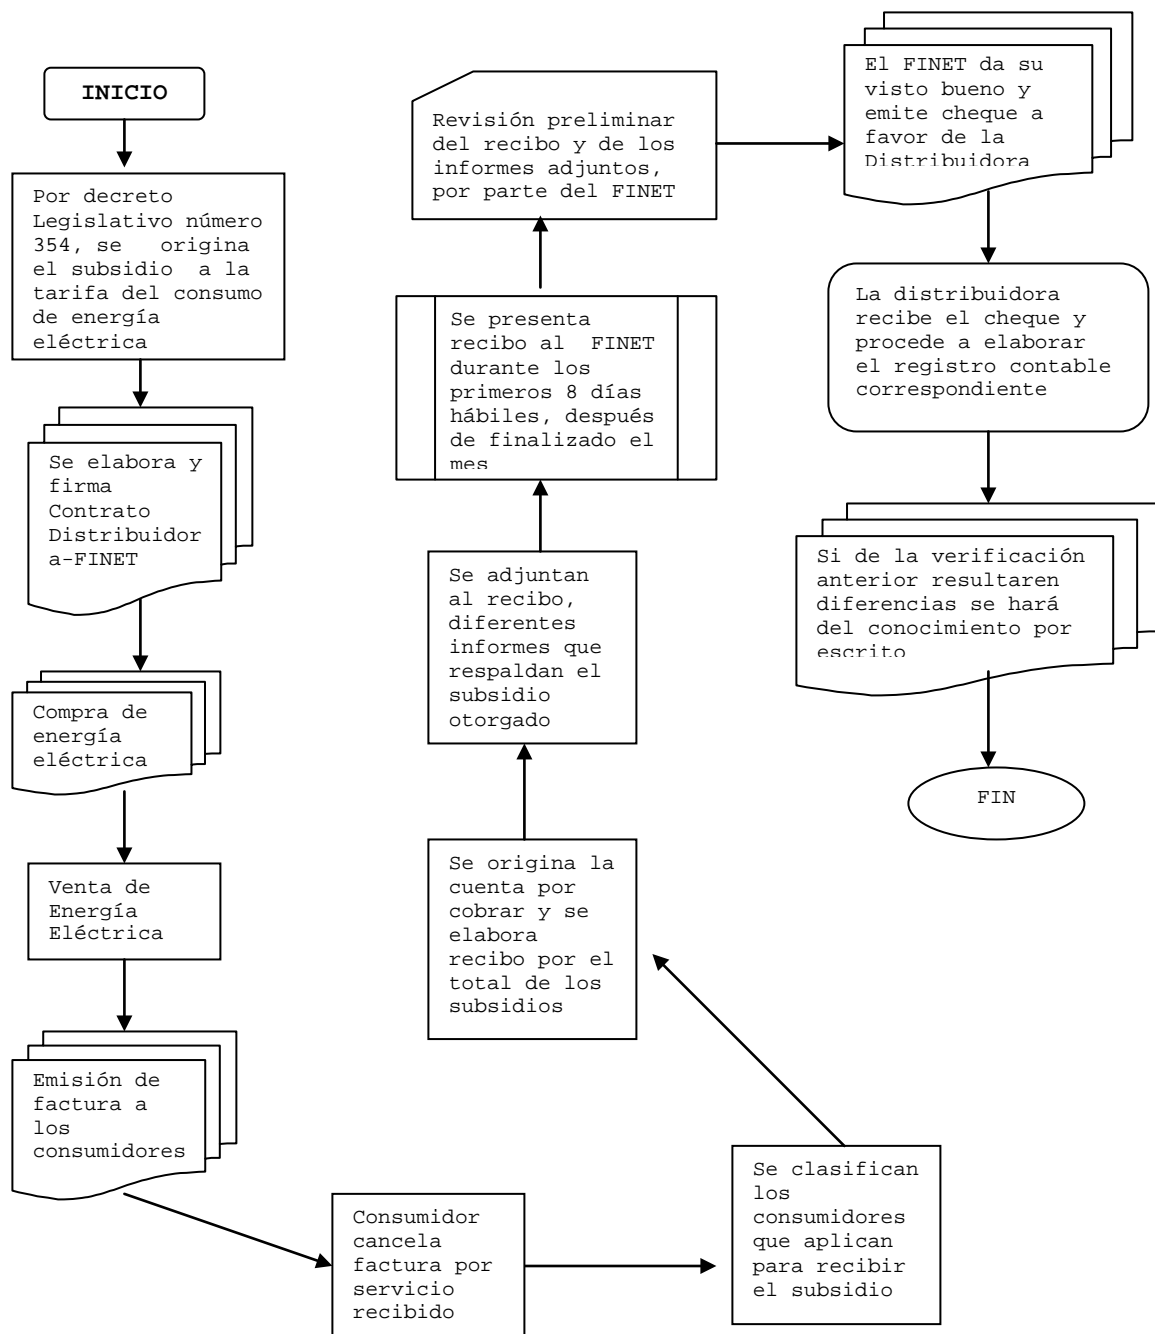 INICIO
Por decreto
Legislativo número
354, se origina
el subsidio a la
tarifa del consumo
de energía
eléctrica
Se elabora y
firma
Contrato
Distribuidor
a-FINET
Compra de
energía
eléctrica
Venta de
Energía
Eléctrica
Emisión de
factura a
los
consumidores
Consumidor
cancela
factura por
servicio
recibido
Se clasifican
los
consumidores
que aplican
para recibir
el subsidio
Se origina la
cuenta por
cobrar y se
elabora
recibo por el
total de los
subsidios
Se adjuntan
al recibo,
diferentes
informes que
respaldan el
subsidio
otorgado
Se presenta
recibo al FINET
durante los
primeros 8 días
hábiles, después
de finalizado el
mes
Revisión preliminar
del recibo y de los
informes adjuntos,
por parte del FINET
El FINET da su
visto bueno y
emite cheque a
favor de la
Distribuidora
La distribuidora
recibe el cheque y
procede a elaborar
el registro contable
correspondiente
Si de la verificación
anterior resultaren
diferencias se hará
del conocimiento por
escrito
FIN